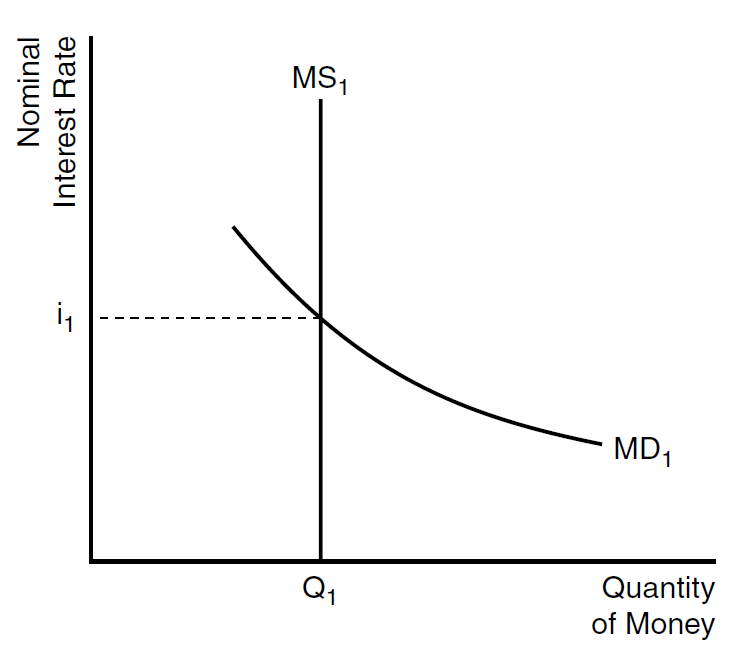 Nominal
Interest Rate
MS₁
i₁
MD₁
Q₁
Quantity
of Money